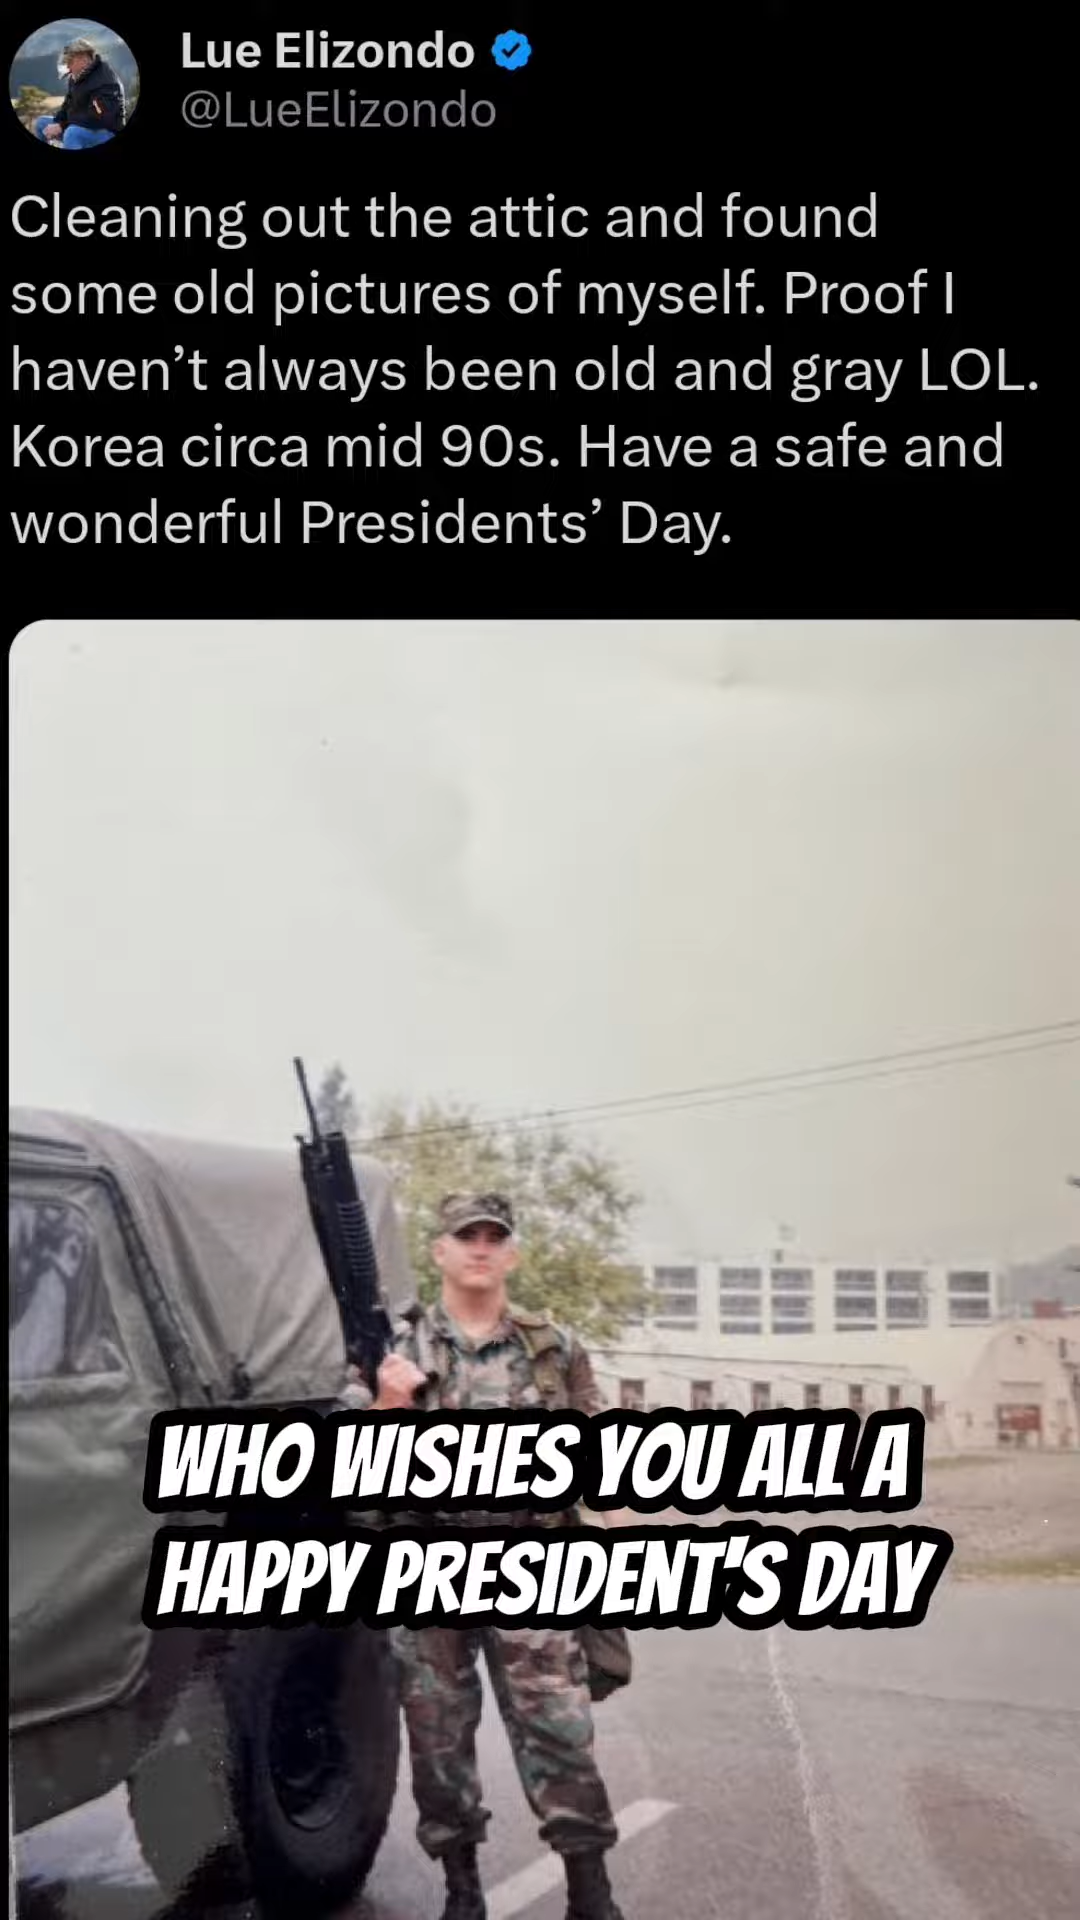 Lue Elizondo
@LueElizondo
Cleaning out the attic and found
some old pictures of myself. Proof I
haven’t always been old and gray LOL.
Korea circa mid 90s. Have a safe and
wonderful Presidents’ Day.
WHO WISHES YOU ALL A
HAPPY PRESIDENT'S DAY